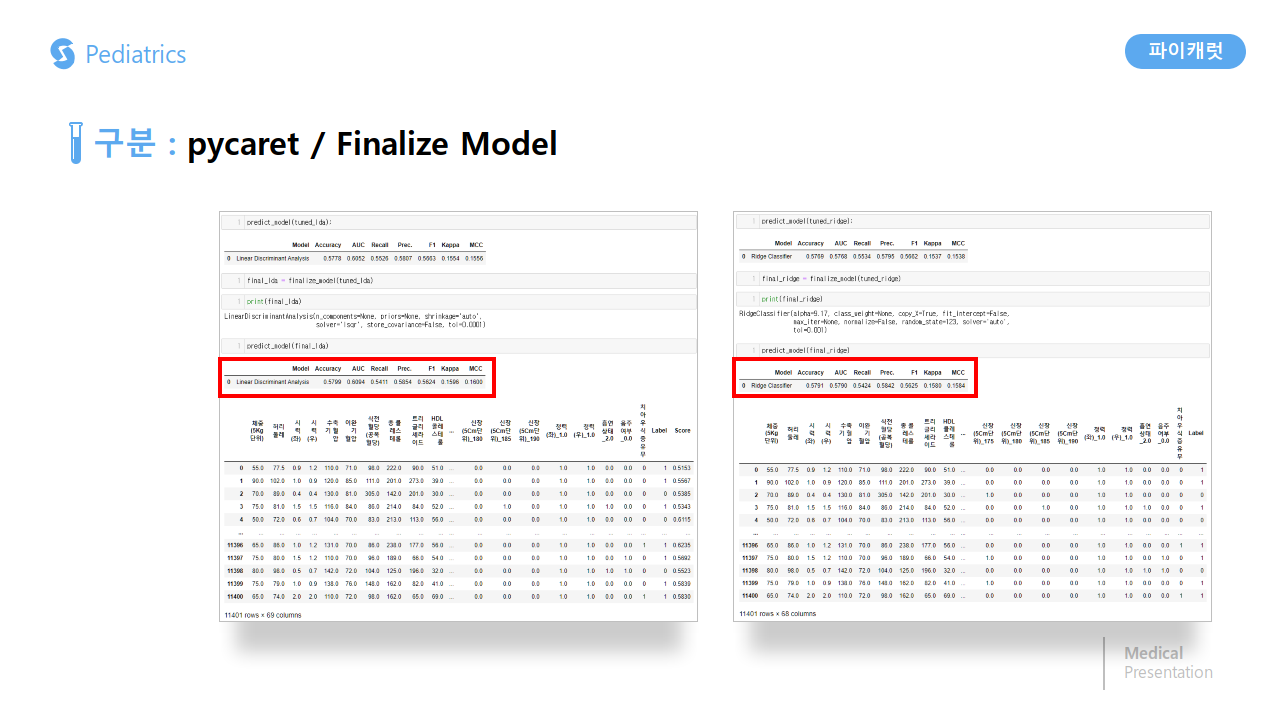 Pediatrics
파이캐럿
구분 : pycaret / Finalize Model
1 predict_model(tuned_lda);
Model Accuracy AUC Recall Prec. F1 Kappa MCC
0 Linear Discriminant Analysis 0.5778 0.6052 0.5526 0.5807 0.5663 0.1554 0.1556
1 final_lda = finalize_model(tuned_lda)
1 print(final_lda)
LinearDiscriminantAnalysis(n_components=None, priors=None, shrinkage='auto',
solver='lsqr', store_covariance=False, tol=0.0001)
1 predict_model(final_lda)
Model Accuracy AUC Recall Prec. F1 Kappa MCC
0 Linear Discriminant Analysis 0.5799 0.6094 0.5411 0.5854 0.5624 0.1596 0.1600
체중(5Kg단위) 허리둘레 시력(좌) 시력(우) 수축기혈압 이완기혈압 식전혈당(공복혈당) 총콜레스테롤 트리글리세라이드 HDL콜레스테롤 ... 신장(5Cm단위)_180 신장(5Cm단위)_185 신장(5Cm단위)_190 청력(좌)_1.0 청력(우)_1.0 흡연상태_2.0 음주여부_0.0 치아우식증유무 Label Score
0 55.0 77.5 0.9 1.2 110.0 71.0 98.0 222.0 90.0 51.0 ... 0.0 0.0 0.0 1.0 1.0 0.0 0.0 0 1 0.5153
1 90.0 102.0 1.0 0.9 120.0 85.0 111.0 201.0 273.0 39.0 ... 0.0 0.0 0.0 1.0 1.0 0.0 0.0 0 1 0.5567
2 70.0 89.0 0.4 0.4 130.0 81.0 305.0 142.0 201.0 30.0 ... 0.0 0.0 0.0 1.0 1.0 0.0 0.0 0 0 0.5385
3 75.0 81.0 1.5 1.5 116.0 84.0 86.0 214.0 84.0 52.0 ... 0.0 1.0 0.0 1.0 1.0 1.0 0.0 0 1 0.5343
4 50.0 72.0 0.6 0.7 104.0 70.0 83.0 213.0 113.0 56.0 ... 0.0 0.0 0.0 1.0 1.0 0.0 0.0 0 0 0.6115
... ... ... ... ... ... ... ... ... ... ... ... ... ... ... ... ... ... ... ... ... ...
11396 65.0 86.0 1.0 1.2 131.0 70.0 86.0 238.0 177.0 56.0 ... 0.0 0.0 0.0 1.0 1.0 0.0 0.0 1 1 0.6235
11397 75.0 80.0 1.5 1.2 110.0 70.0 96.0 189.0 66.0 54.0 ... 0.0 0.0 0.0 1.0 1.0 0.0 1.0 0 1 0.5692
11398 80.0 98.0 0.5 0.7 142.0 72.0 104.0 125.0 196.0 32.0 ... 0.0 0.0 0.0 1.0 1.0 1.0 0.0 0 0 0.5523
11399 75.0 79.0 1.0 0.9 138.0 76.0 148.0 162.0 82.0 41.0 ... 0.0 0.0 0.0 1.0 1.0 0.0 0.0 0 1 0.5839
11400 65.0 74.0 2.0 2.0 110.0 72.0 98.0 162.0 65.0 69.0 ... 0.0 0.0 0.0 1.0 1.0 0.0 0.0 1 1 0.5830
11401 rows × 69 columns
1 predict_model(tuned_ridge);
Model Accuracy AUC Recall Prec. F1 Kappa MCC
0 Ridge Classifier 0.5769 0.5768 0.5534 0.5795 0.5662 0.1537 0.1538
1 final_ridge = finalize_model(tuned_ridge)
1 print(final_ridge)
RidgeClassifier(alpha=9.17, class_weight=None, copy_X=True, fit_intercept=False,
max_iter=None, normalize=False, random_state=123, solver='auto',
tol=0.001)
1 predict_model(final_ridge)
Model Accuracy AUC Recall Prec. F1 Kappa MCC
0 Ridge Classifier 0.5791 0.5790 0.5424 0.5842 0.5625 0.1580 0.1584
체중(5Kg단위) 허리둘레 시력(좌) 시력(우) 수축기혈압 이완기혈압 식전혈당(공복혈당) 총콜레스테롤 트리글리세라이드 HDL콜레스테롤 ... 신장(5Cm단위)_175 신장(5Cm단위)_180 신장(5Cm단위)_185 신장(5Cm단위)_190 청력(좌)_1.0 청력(우)_1.0 흡연상태_2.0 음주여부_0.0 치아우식증유무 Label
0 55.0 77.5 0.9 1.2 110.0 71.0 98.0 222.0 90.0 51.0 ... 0.0 0.0 0.0 0.0 1.0 1.0 0.0 0.0 0 1
1 90.0 102.0 1.0 0.9 120.0 85.0 111.0 201.0 273.0 39.0 ... 0.0 0.0 0.0 0.0 1.0 1.0 0.0 0.0 0 1
2 70.0 89.0 0.4 0.4 130.0 81.0 305.0 142.0 201.0 30.0 ... 1.0 0.0 0.0 0.0 1.0 1.0 0.0 0.0 0 0
3 75.0 81.0 1.5 1.5 116.0 84.0 86.0 214.0 84.0 52.0 ... 0.0 0.0 1.0 0.0 1.0 1.0 1.0 0.0 0 1
4 50.0 72.0 0.6 0.7 104.0 70.0 83.0 213.0 113.0 56.0 ... 0.0 0.0 0.0 0.0 1.0 1.0 0.0 0.0 0 0
... ... ... ... ... ... ... ... ... ... ... ... ... ... ... ... ... ... ... ... ... ...
11396 65.0 86.0 1.0 1.2 131.0 70.0 86.0 238.0 177.0 56.0 ... 0.0 0.0 0.0 0.0 1.0 1.0 0.0 0.0 1 1
11397 75.0 80.0 1.5 1.2 110.0 70.0 96.0 189.0 66.0 54.0 ... 0.0 0.0 0.0 0.0 1.0 1.0 0.0 1.0 0 1
11398 80.0 98.0 0.5 0.7 142.0 72.0 104.0 125.0 196.0 32.0 ... 0.0 0.0 0.0 0.0 1.0 1.0 1.0 0.0 0 0
11399 75.0 79.0 1.0 0.9 138.0 76.0 148.0 162.0 82.0 41.0 ... 1.0 0.0 0.0 0.0 1.0 1.0 0.0 0.0 0 1
11400 65.0 74.0 2.0 2.0 110.0 72.0 98.0 162.0 65.0 69.0 ... 0.0 0.0 0.0 0.0 1.0 1.0 0.0 0.0 1 1
11401 rows × 68 columns
Medical
Presentation